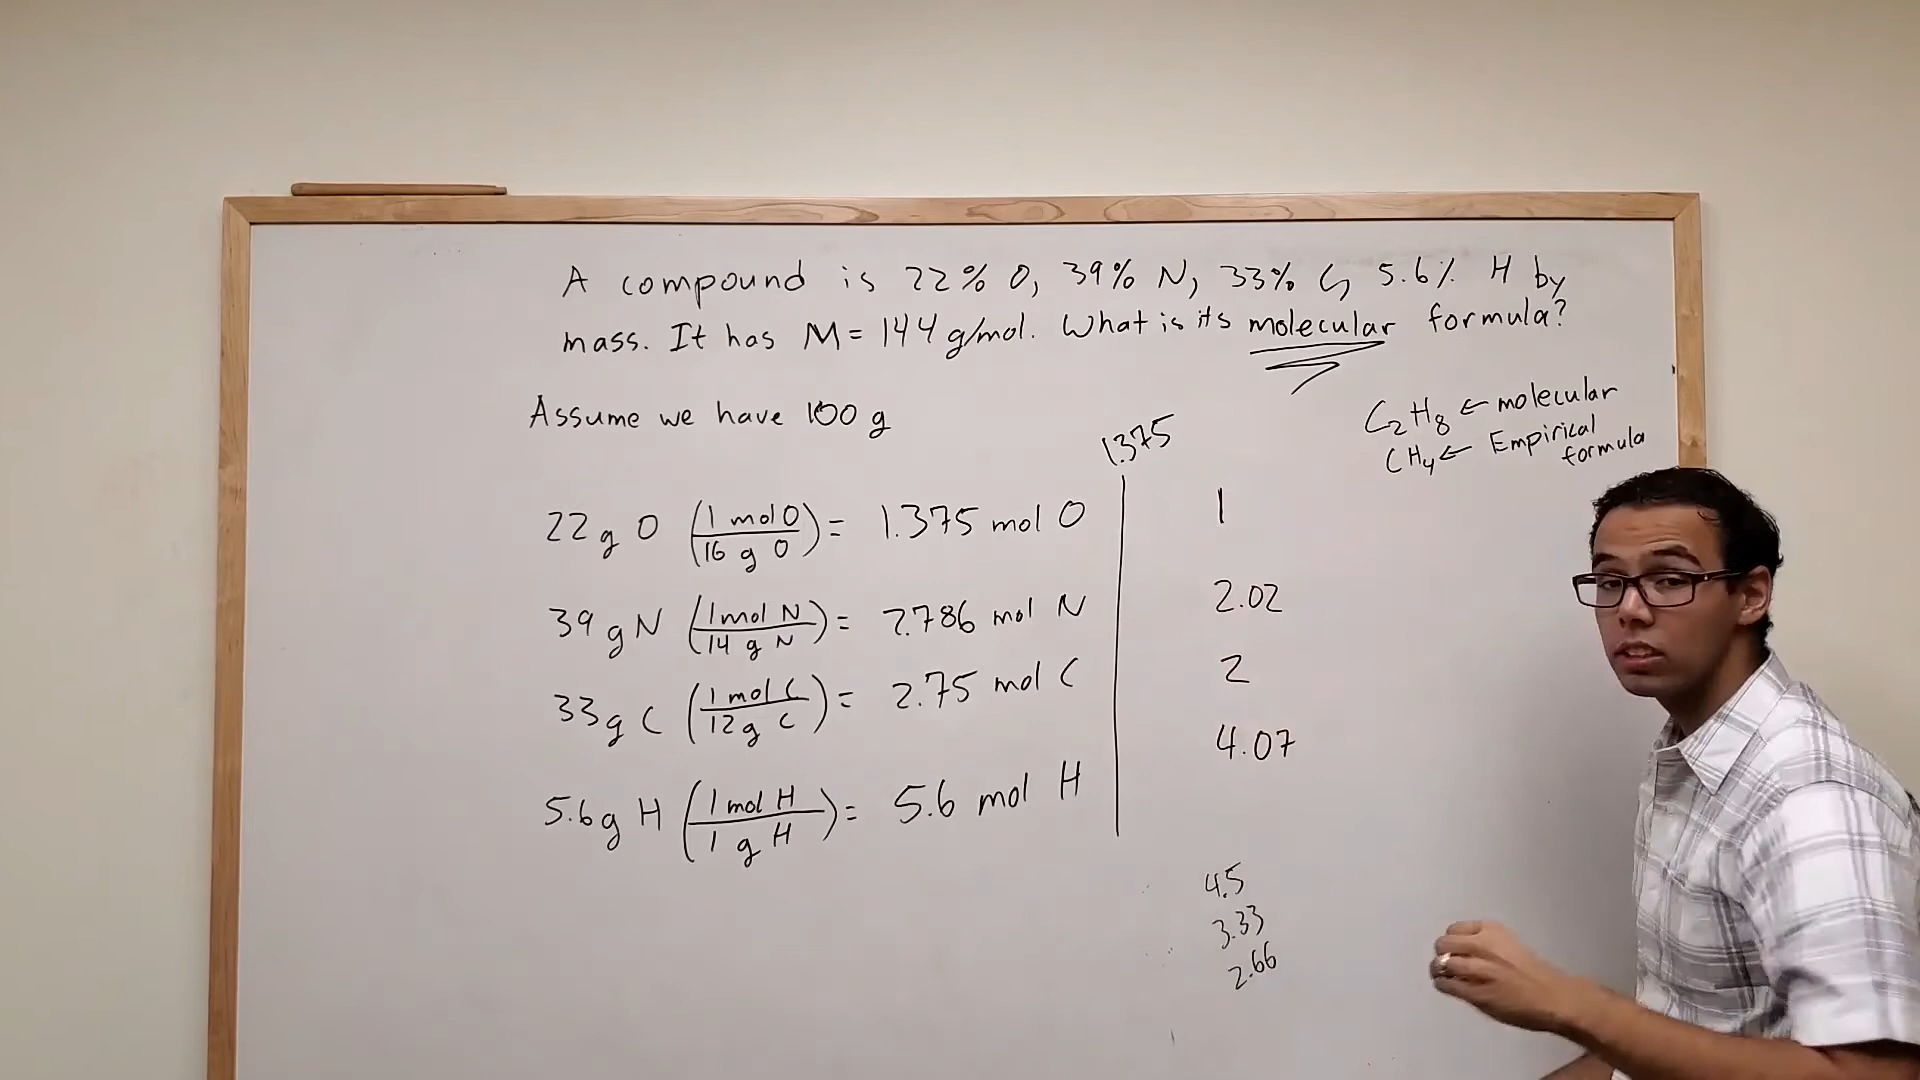 A compound is 22% O, 39% N, 33% C, 5.6% H by
mass. It has M = 144 g/mol. What is its molecular formula?
Assume we have 100 g
C2H8 ← molecular
CH4 ← Empirical formula
1.375
22 g O (1 mol O / 16 g O) = 1.375 mol O 1
39 g N (1 mol N / 14 g N) = 2.786 mol N 2.02
33 g C (1 mol C / 12 g C) = 2.75 mol C 2
5.6 g H (1 mol H / 1 g H) = 5.6 mol H 4.07
4.5
3.33
2.66